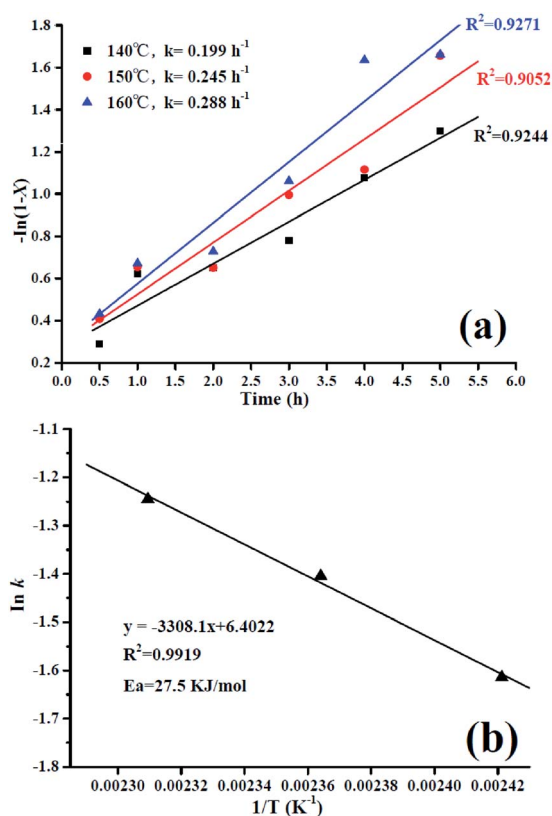 140℃, k= 0.199 h-1
150℃, k= 0.245 h-1
160℃, k= 0.288 h-1
R2=0.9271
R2=0.9052
R2=0.9244
-In(1-X)
1.8
1.6
1.4
1.2
1.0
0.8
0.6
0.4
0.2
(a)
0.0 0.5 1.0 1.5 2.0 2.5 3.0 3.5 4.0 4.5 5.0 5.5 6.0
Time (h)
In k
-1.1
-1.2
-1.3
-1.4
-1.5
-1.6
-1.7
-1.8
y = -3308.1x+6.4022
R2=0.9919
Ea=27.5 KJ/mol
(b)
0.00230 0.00232 0.00234 0.00236 0.00238 0.00240 0.00242
1/T (K-1)